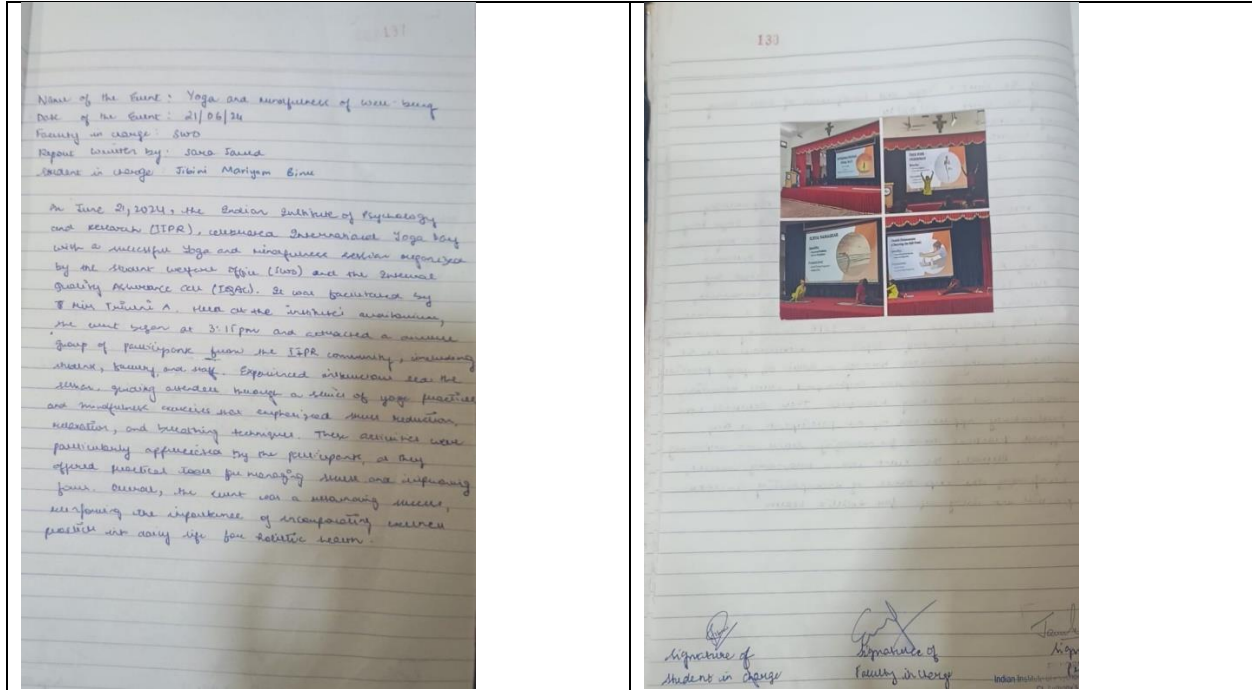 137
Name of the Event : Yoga and mindfulness of well-being
Date of the Event : 21/06/24
Faculty in charge : SWO
Report written by : Sara
Student in charge : Jibini Mariyam Binu
On June 21, 2024, the Indian Institute of Psychology
and Research (IIPR), celebrated International Yoga Day
with a successful Yoga and mindfulness session organized
by the Student Welfare Office (SWO) and the Internal
Quality Assurance Cell (IQAC). It was facilitated by
A. Held at the institute's auditorium,
the event began at 3:15pm and attracted a diverse
group of participants from the IIPR community, including
students, faculty, and staff. Experienced instructors led the
session, guiding attendees through a series of yoga practices
and mindfulness exercises that emphasized stress reduction,
relaxation, and breathing techniques. These activities were
particularly appreciated by the participants, as they
offered practical tools for managing stress and improving
focus. Overall, the event was a resounding success,
reinforcing the importance of incorporating
practices into daily life for holistic health.
139
Signature of
Student in charge
Signature of
Faculty in charge